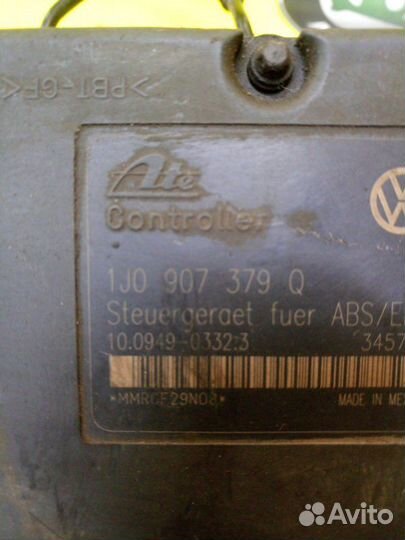 >PBT-GF<
Ate
Controller
1J0 907 379 Q
Steuergeraet fuer ABS/E
10.0949-0332.3 3457
*MMRCF29N08*
MADE IN ME
Avito